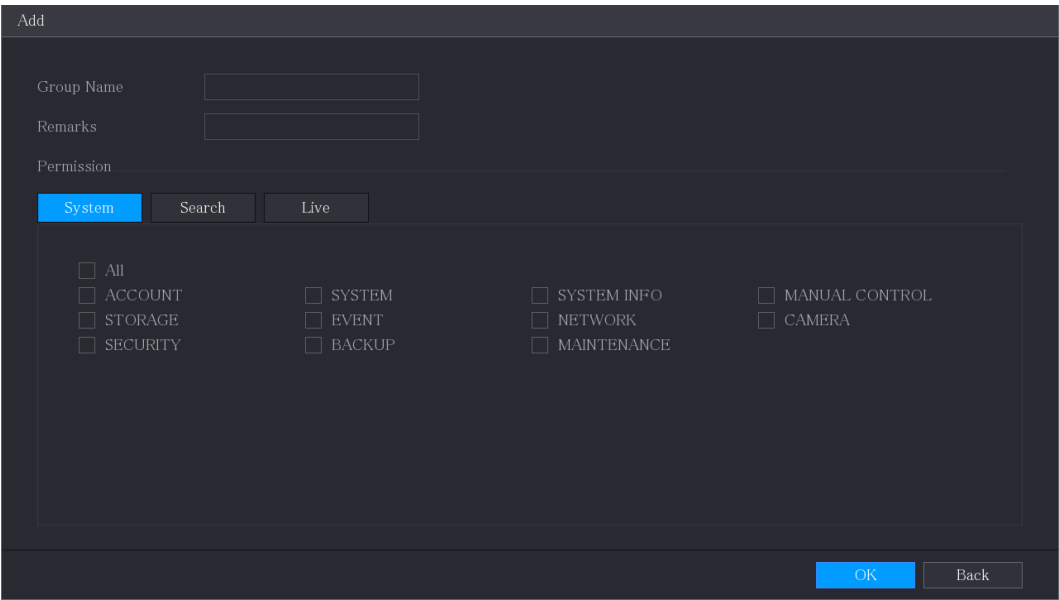 Add
Group Name
Remarks
Permission
System Search Live
All
ACCOUNT SYSTEM SYSTEM INFO MANUAL CONTROL
STORAGE EVENT NETWORK CAMERA
SECURITY BACKUP MAINTENANCE
OK Back